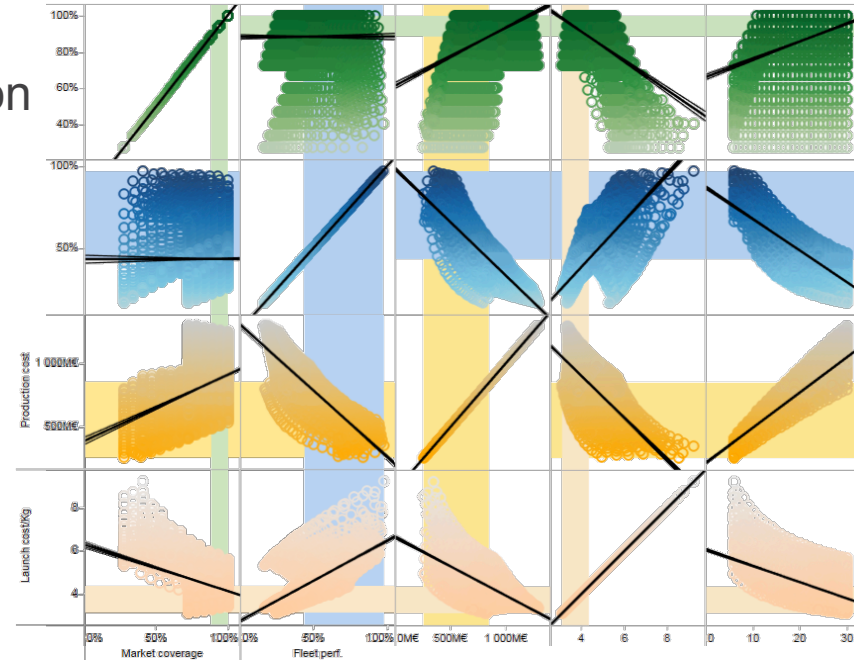 100%
80%
60%
40%
on
100%
50%
Production cost
1 000M€
500M€
Launch cost/Kg
8
6
4
0% 50% 100% 0% 50% 100% 0M€ 500M€ 1 000M€ 4 6 8 0 10 20 30
Market coverage Fleet perf.